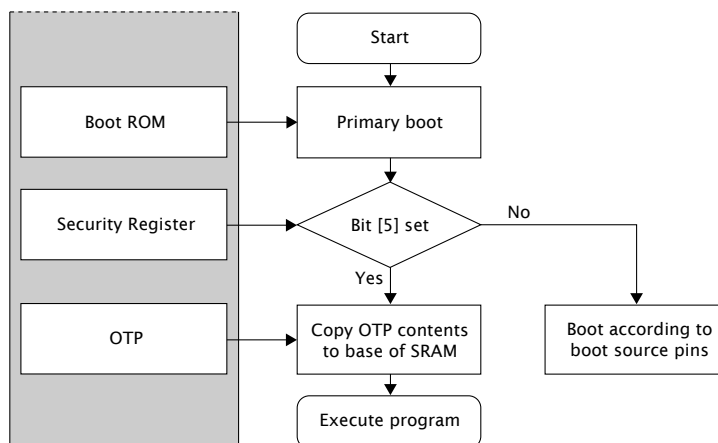 Start
Boot ROM
Primary boot
Security Register
Bit [5] set
No
Yes
OTP
Copy OTP contents
to base of SRAM
Boot according to
boot source pins
Execute program